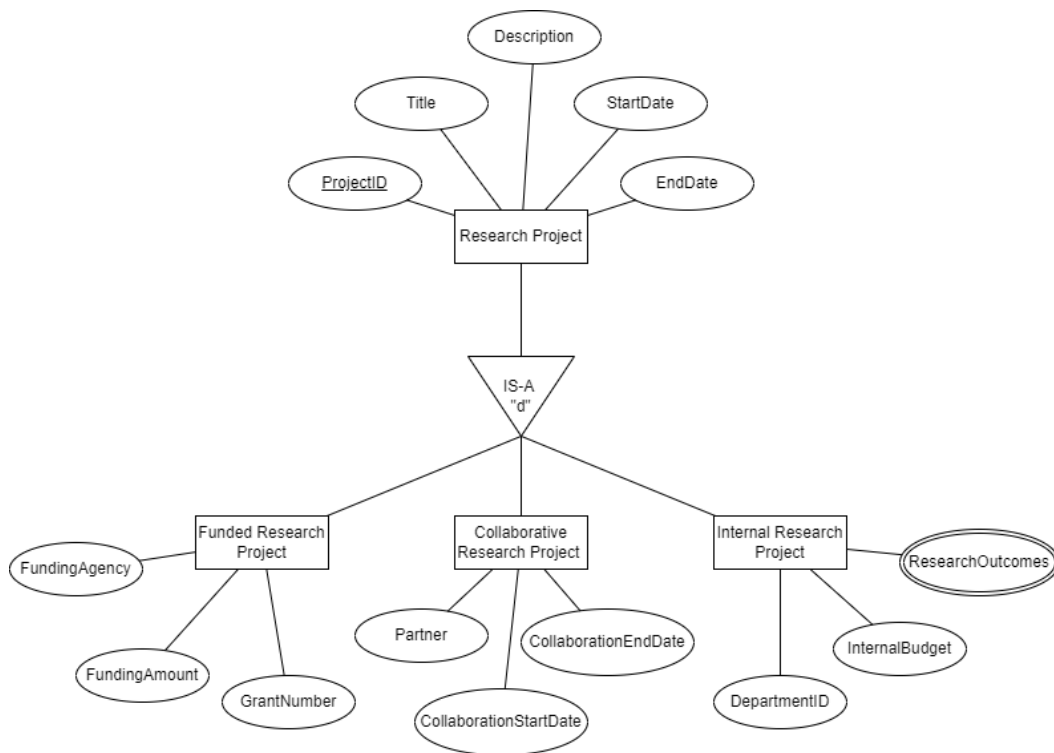 Description
Title
StartDate
ProjectID
EndDate
Research Project
IS-A
"d"
Funded Research
Project
Collaborative
Research Project
Internal Research
Project
FundingAgency
ResearchOutcomes
Partner
CollaborationEndDate
InternalBudget
FundingAmount
GrantNumber
CollaborationStartDate
DepartmentID